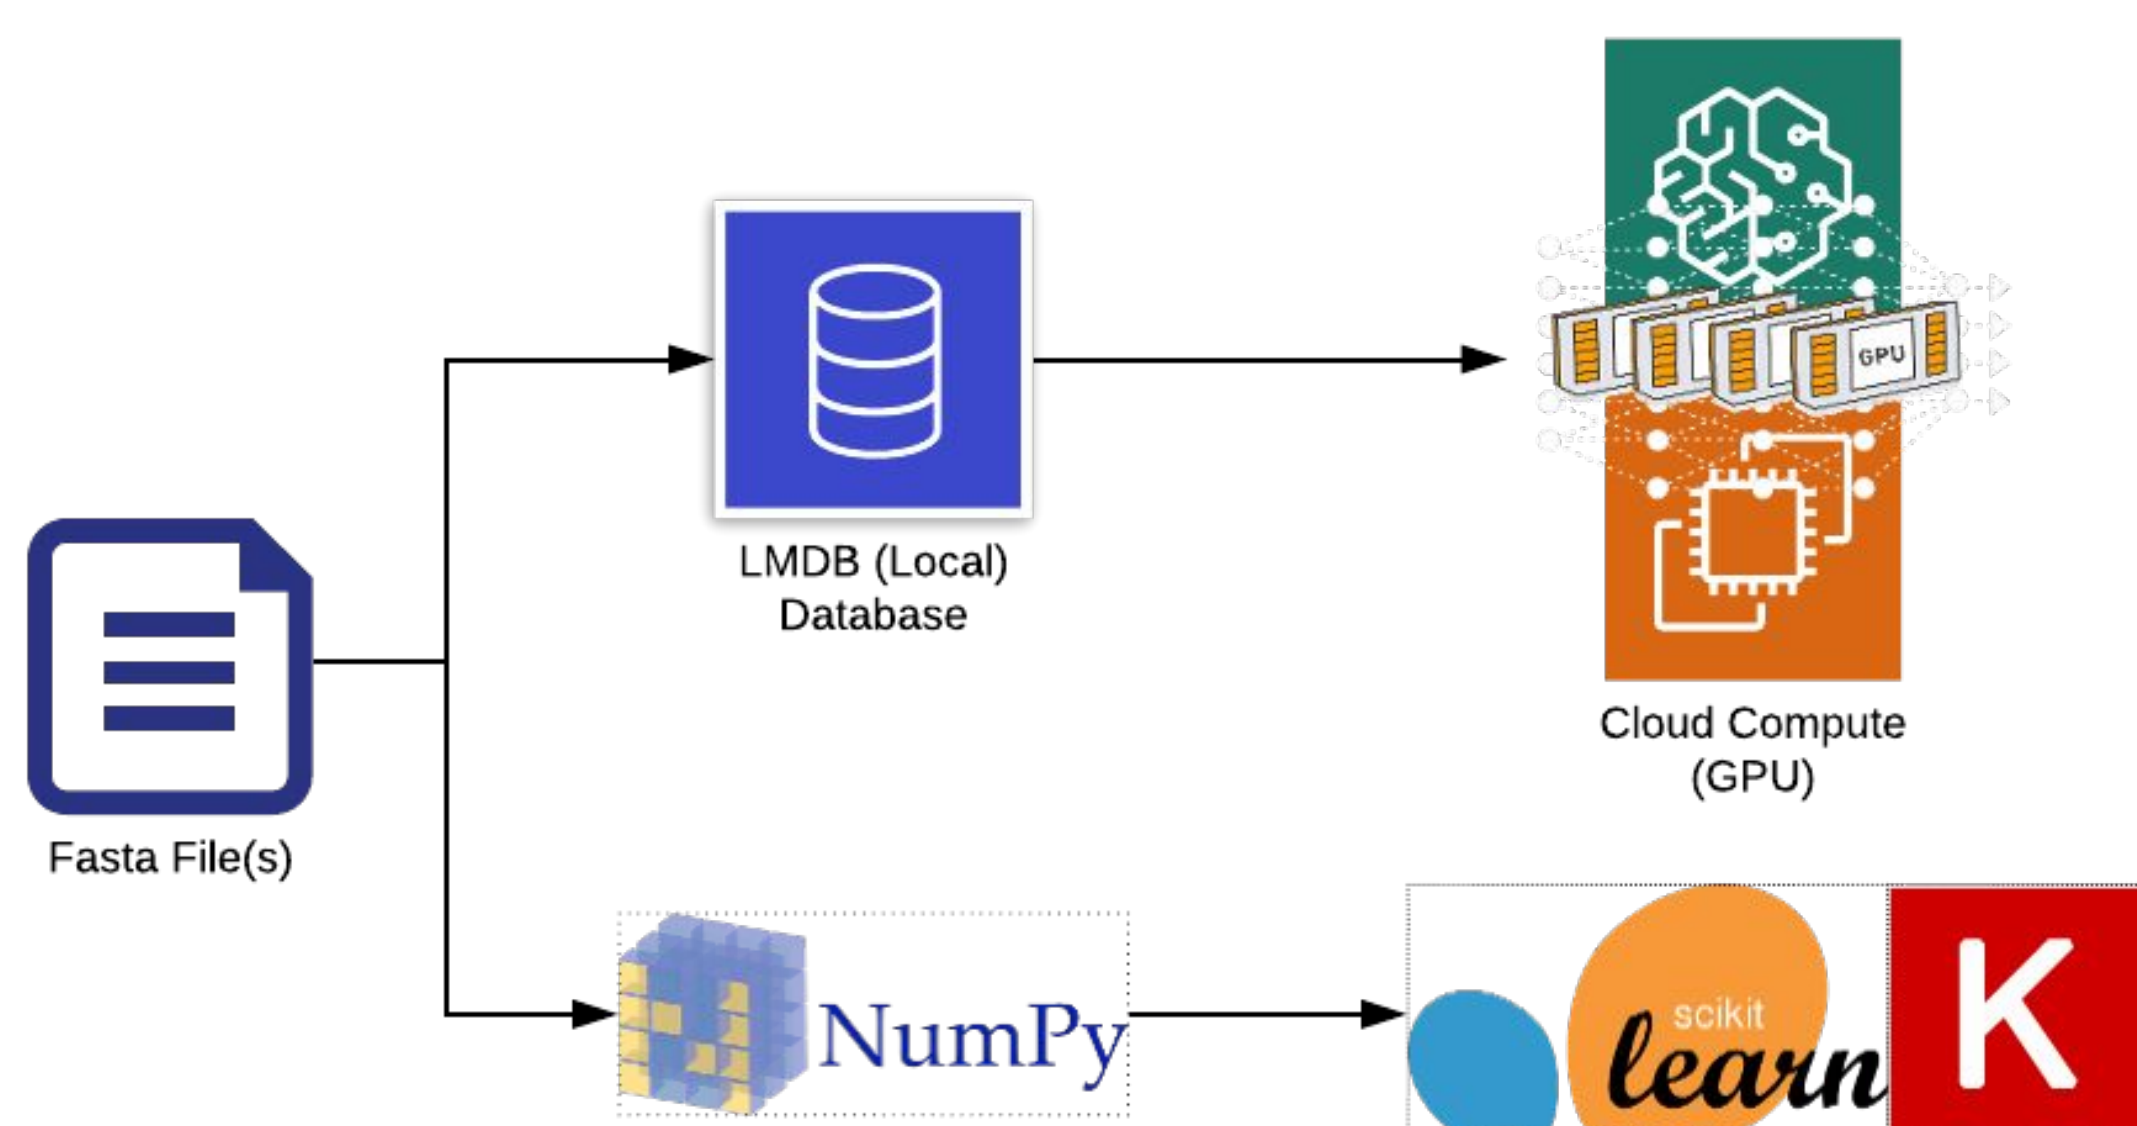 GPU
LMDB (Local)
Database
Cloud Compute
(GPU)
Fasta File(s)
NumPy
scikit
learn
K